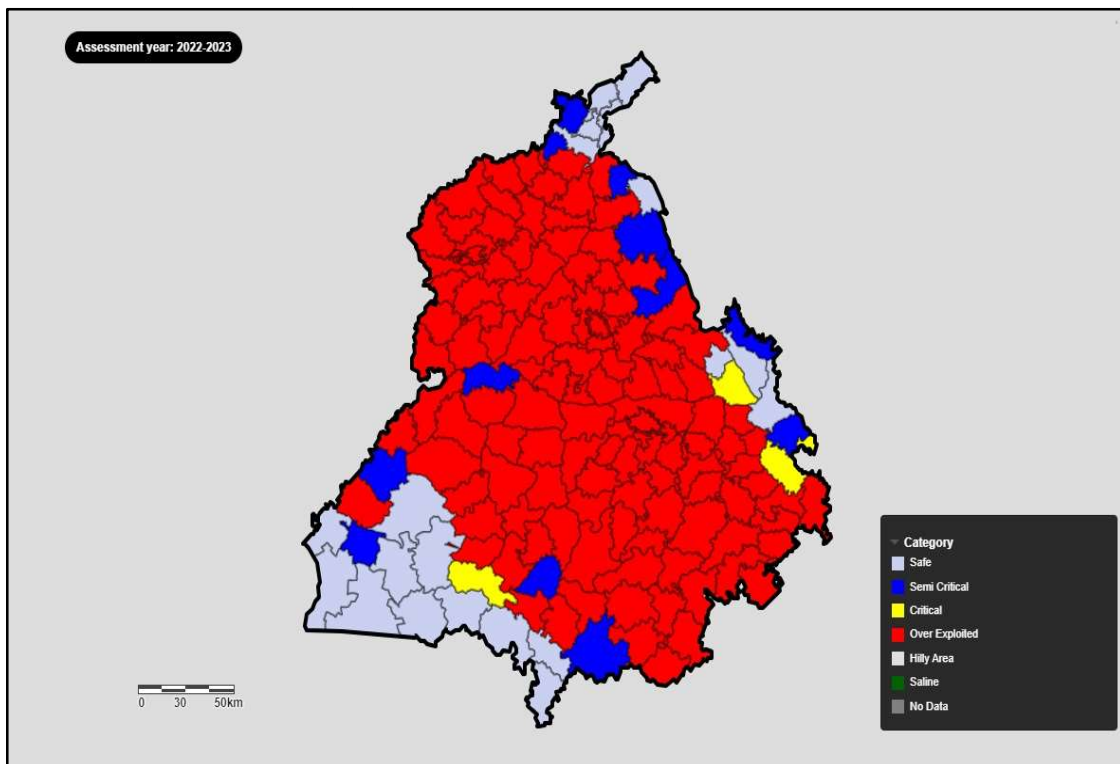 Assessment year: 2022-2023
0 30 50km
Category
Safe
Semi Critical
Critical
Over Exploited
Hilly Area
Saline
No Data